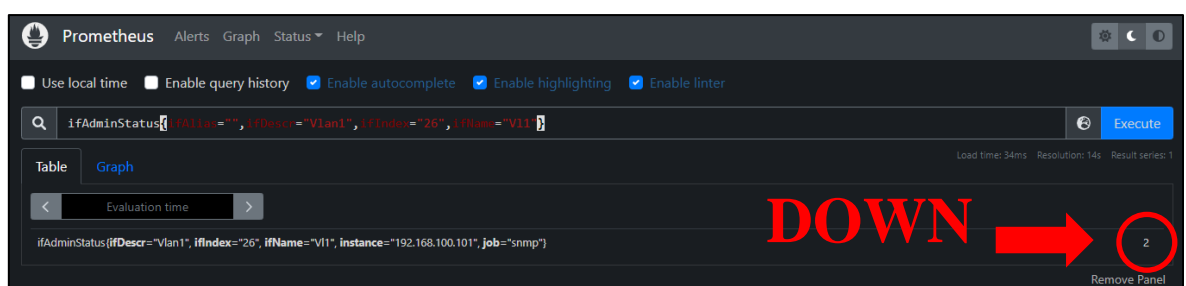 Prometheus Alerts Graph Status Help
Use local time Enable query history Enable autocomplete Enable highlighting Enable linter
ifAdminStatus{ifAlias="",ifDescr="Vlan1",ifIndex="26",ifName="Vl1"}
Execute
Load time: 34ms Resolution: 14s Result series: 1
Table Graph
Evaluation time
DOWN
ifAdminStatus{ifDescr="Vlan1", ifIndex="26", ifName="Vl1", instance="192.168.100.101", job="snmp"} 2
Remove Panel